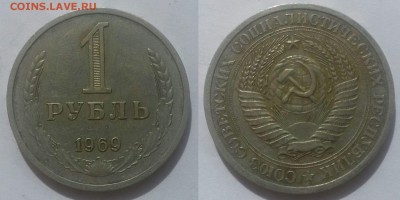 COINS.LAVE.RU
1
РУБЛЬ
1969
СОЮЗ СОВЕТСКИХ СОЦИАЛИСТИЧЕСКИХ РЕСПУБЛИК